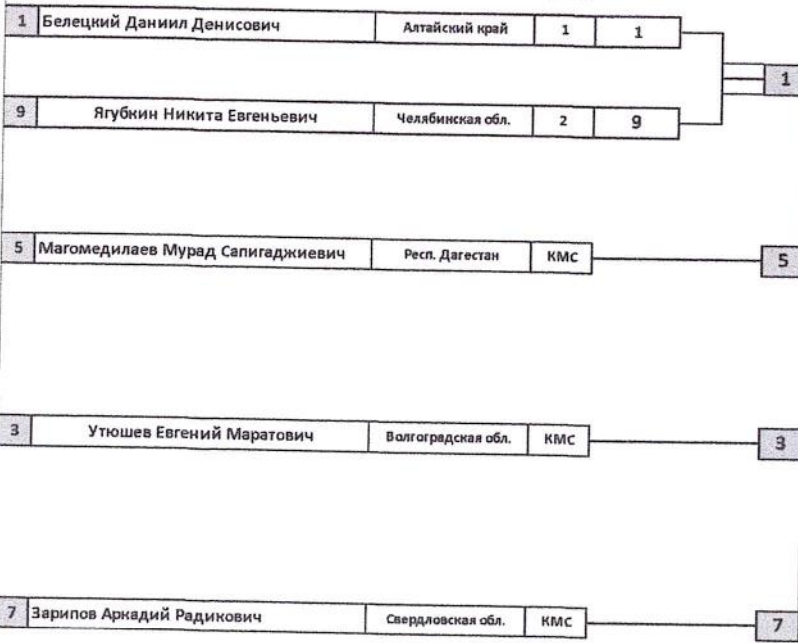 1 Белецкий Даниил Денисович Алтайский край 1 1
1
9 Ягубкин Никита Евгеньевич Челябинская обл. 2 9
5 Магомедилаев Мурад Сапигаджиевич Респ. Дагестан КМС 5
3 Утюшев Евгений Маратович Волгоградская обл. КМС 3
7 Зарипов Аркадий Радикович Свердловская обл. КМС 7